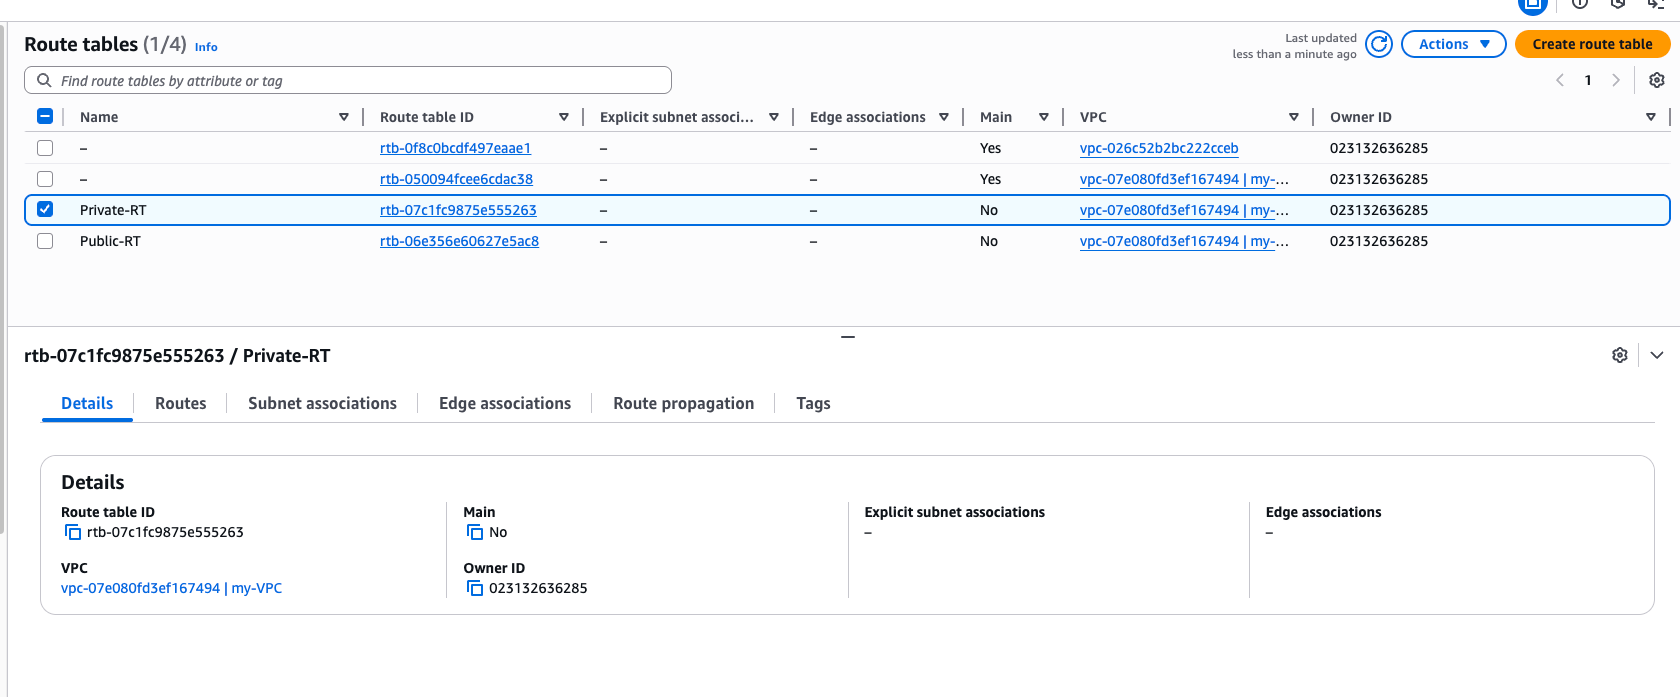 Route tables (1/4) Info
Last updated
less than a minute ago
Actions
Create route table
Find route tables by attribute or tag
1
Name Route table ID Explicit subnet associ... Edge associations Main VPC Owner ID
– rtb-0f8c0bcdf497eaae1 – – Yes vpc-026c52b2bc222cceb 023132636285
– rtb-050094fcee6cdac38 – – Yes vpc-07e080fd3ef167494 | my-... 023132636285
Private-RT rtb-07c1fc9875e555263 – – No vpc-07e080fd3ef167494 | my-... 023132636285
Public-RT rtb-06e356e60627e5ac8 – – No vpc-07e080fd3ef167494 | my-... 023132636285
rtb-07c1fc9875e555263 / Private-RT
Details Routes Subnet associations Edge associations Route propagation Tags
Details
Route table ID
rtb-07c1fc9875e555263
Main
No
Explicit subnet associations
–
Edge associations
–
VPC
vpc-07e080fd3ef167494 | my-VPC
Owner ID
023132636285